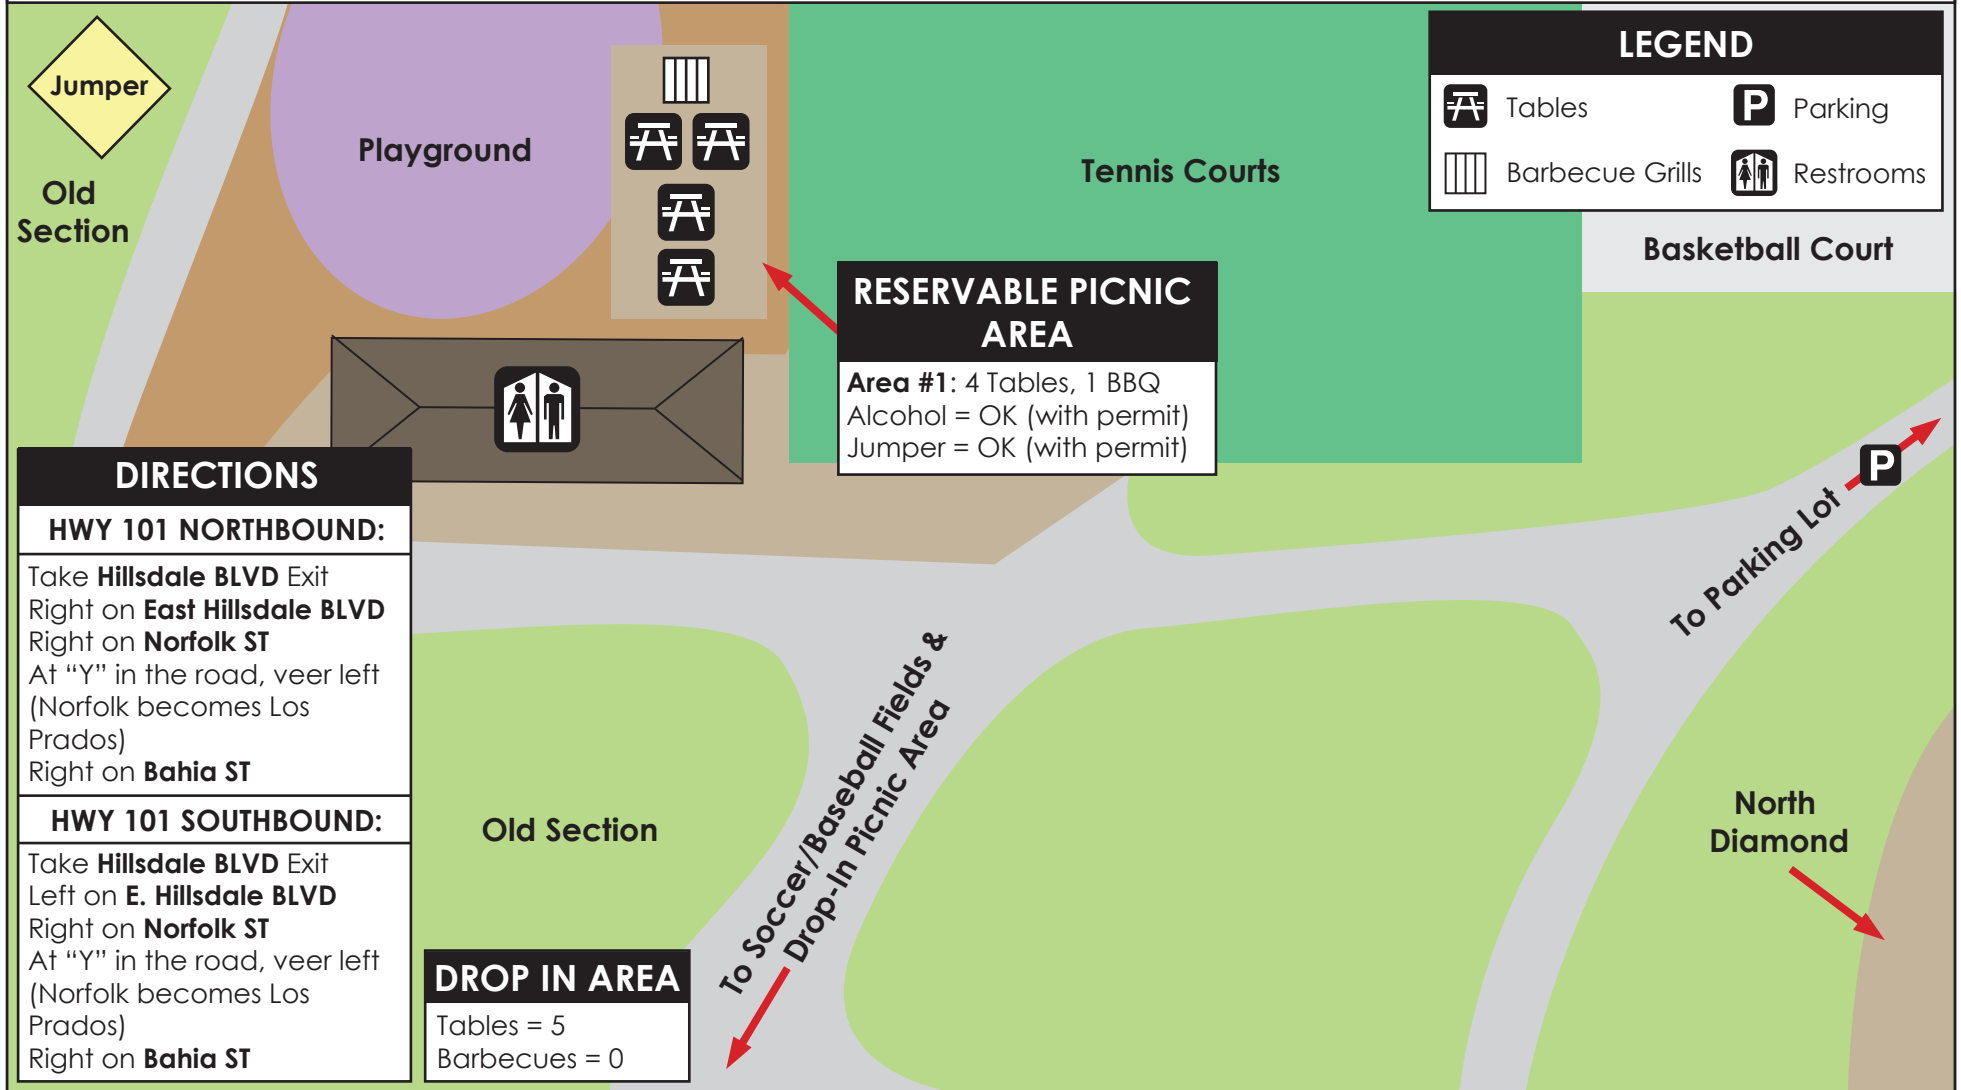 Jumper
Old
Section
Playground
Tennis Courts
LEGEND
Tables
P Parking
Barbecue Grills
Restrooms
Basketball Court
RESERVABLE PICNIC
AREA
Area #1: 4 Tables, 1 BBQ
Alcohol = OK (with permit)
Jumper = OK (with permit)
DIRECTIONS
HWY 101 NORTHBOUND:
Take Hillsdale BLVD Exit
Right on East Hillsdale BLVD
Right on Norfolk ST
At “Y” in the road, veer left
(Norfolk becomes Los
Prados)
Right on Bahia ST
HWY 101 SOUTHBOUND:
Take Hillsdale BLVD Exit
Left on E. Hillsdale BLVD
Right on Norfolk ST
At “Y” in the road, veer left
(Norfolk becomes Los
Prados)
Right on Bahia ST
Old Section
DROP IN AREA
Tables = 5
Barbecues = 0
To Soccer/Baseball Fields &
Drop-In Picnic Area
To Parking Lot
P
North
Diamond